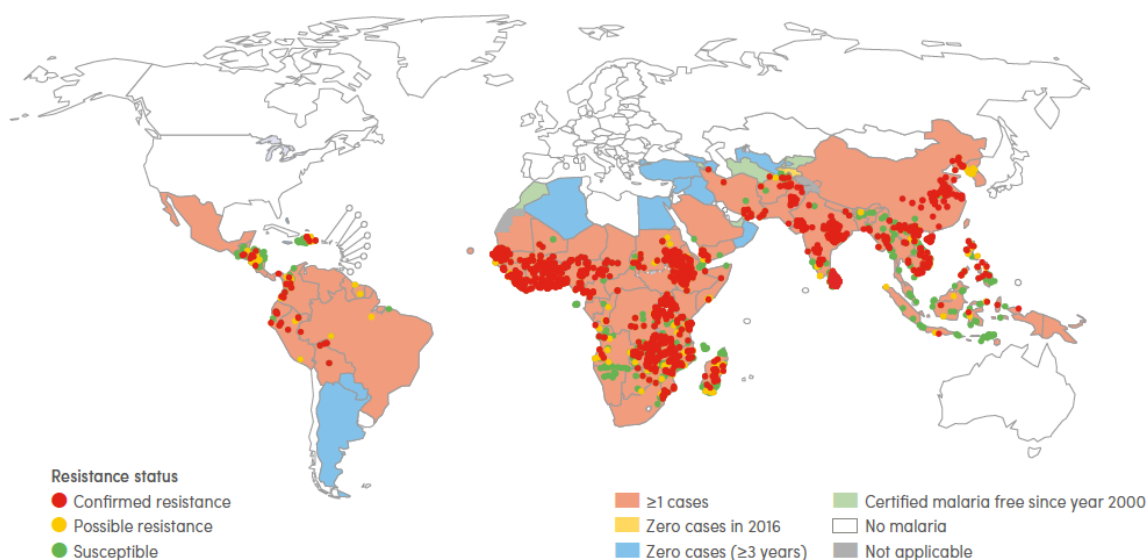 Resistance status
Confirmed resistance
Possible resistance
Susceptible
≥1 cases
Zero cases in 2016
Zero cases (≥3 years)
Certified malaria free since year 2000
No malaria
Not applicable